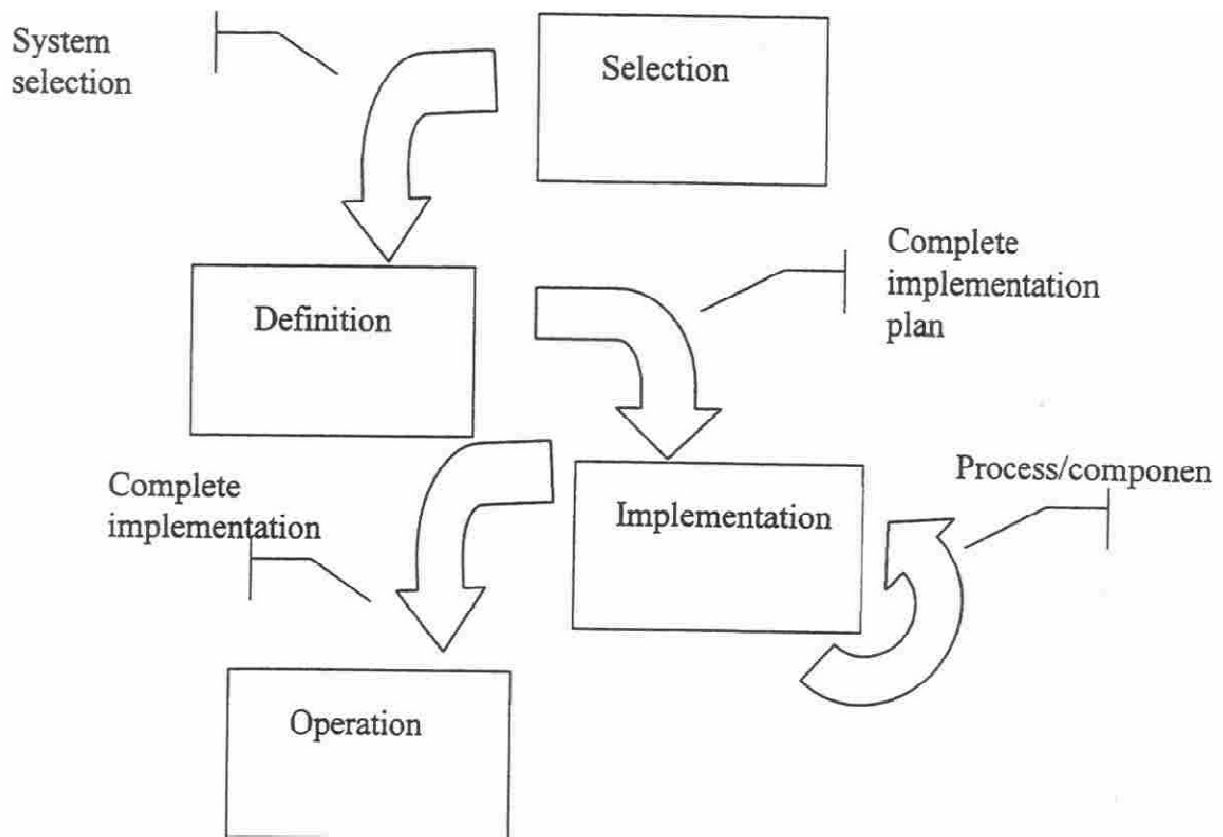 System
selection
Selection
Complete
implementation
plan
Definition
Process/componen
Complete
implementation
Implementation
Operation